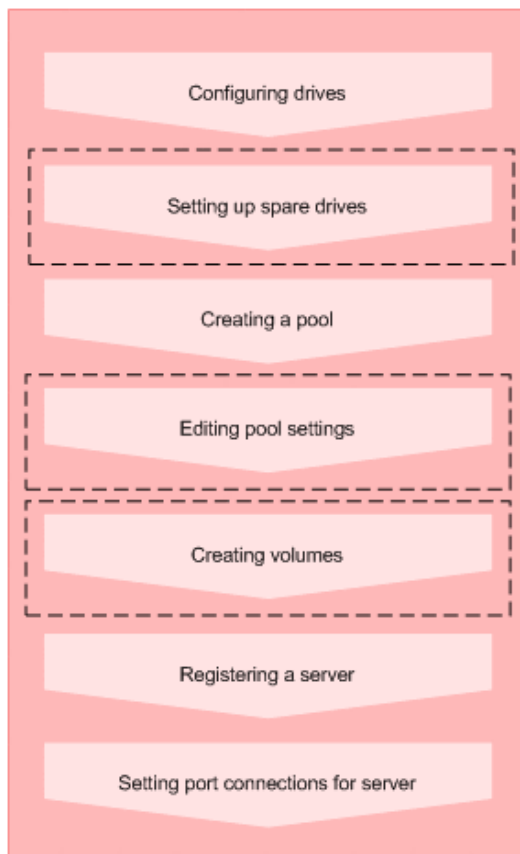 Configuring drives
Setting up spare drives
Creating a pool
Editing pool settings
Creating volumes
Registering a server
Setting port connections for server